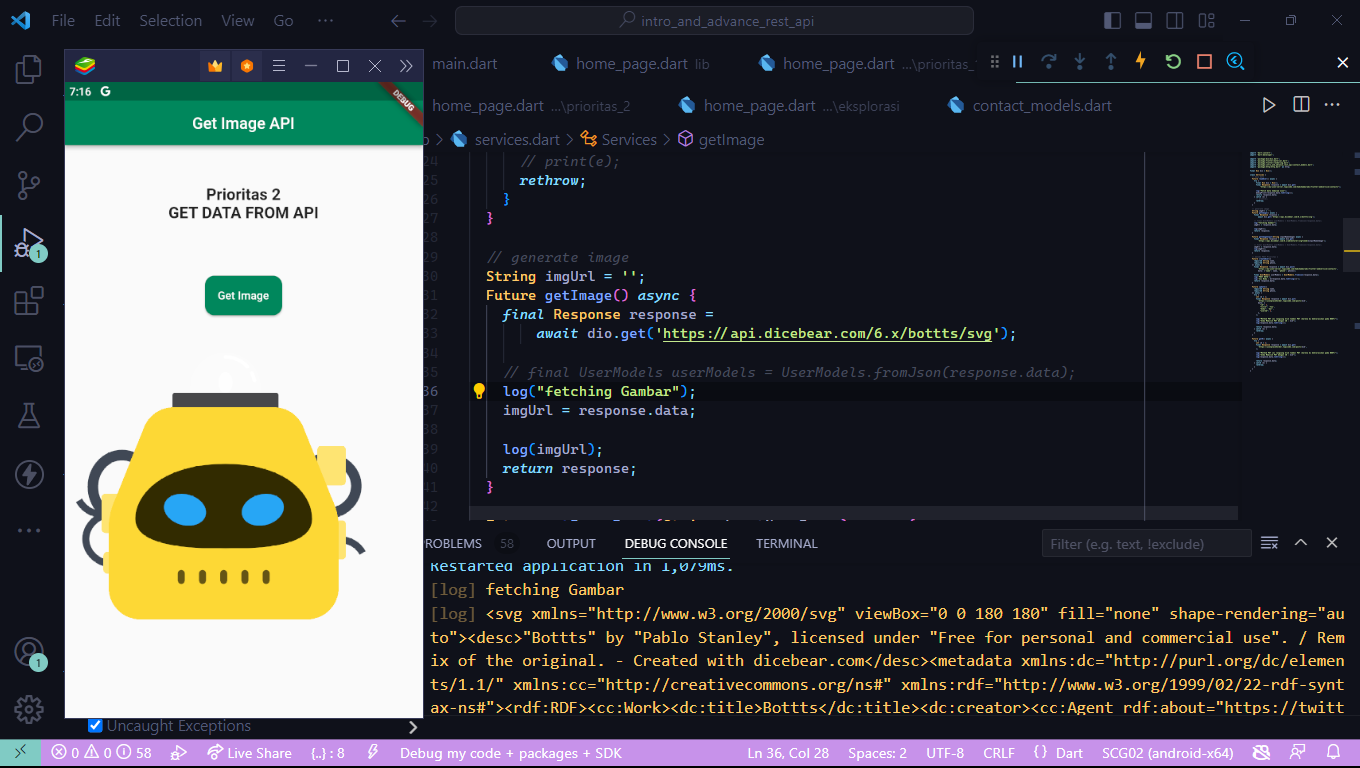 File Edit Selection View Go ··· intro_and_advance_rest_api
main.dart home_page.dart lib home_page.dart ...\prioritas_
home_page.dart ...\prioritas_2 home_page.dart ...\eksplorasi contact_models.dart
services.dart > Services > getImage
7:16 G
DEBUG
Get Image API
Prioritas 2
GET DATA FROM API
Get Image
24 // print(e);
25 rethrow;
26 }
27 }
28
29 // generate image
30 String imgUrl = '';
31 Future getImage() async {
32 final Response response =
33 await dio.get('https://api.dicebear.com/6.x/bottts/svg');
34
35 // final UserModels userModels = UserModels.fromJson(response.data);
36 log("fetching Gambar");
37 imgUrl = response.data;
38
39 log(imgUrl);
40 return response;
41 }
42
PROBLEMS 58 OUTPUT DEBUG CONSOLE TERMINAL Filter (e.g. text, !exclude)
Restarted application in 1,079ms.
[log] fetching Gambar
[log] <svg xmlns="http://www.w3.org/2000/svg" viewBox="0 0 180 180" fill="none" shape-rendering="au
to"><desc>"Bottts" by "Pablo Stanley", licensed under "Free for personal and commercial use". / Rem
ix of the original. - Created with dicebear.com</desc><metadata xmlns:dc="http://purl.org/dc/elemen
ts/1.1/" xmlns:cc="http://creativecommons.org/ns#" xmlns:rdf="http://www.w3.org/1999/02/22-rdf-synt
ax-ns#"><rdf:RDF><cc:Work><dc:title>Bottts</dc:title><dc:creator><cc:Agent rdf:about="https://twitt
Uncaught Exceptions
1
1
0 0 58 Live Share {..} : 8 Debug my code + packages + SDK Ln 36, Col 28 Spaces: 2 UTF-8 CRLF {} Dart SCG02 (android-x64)